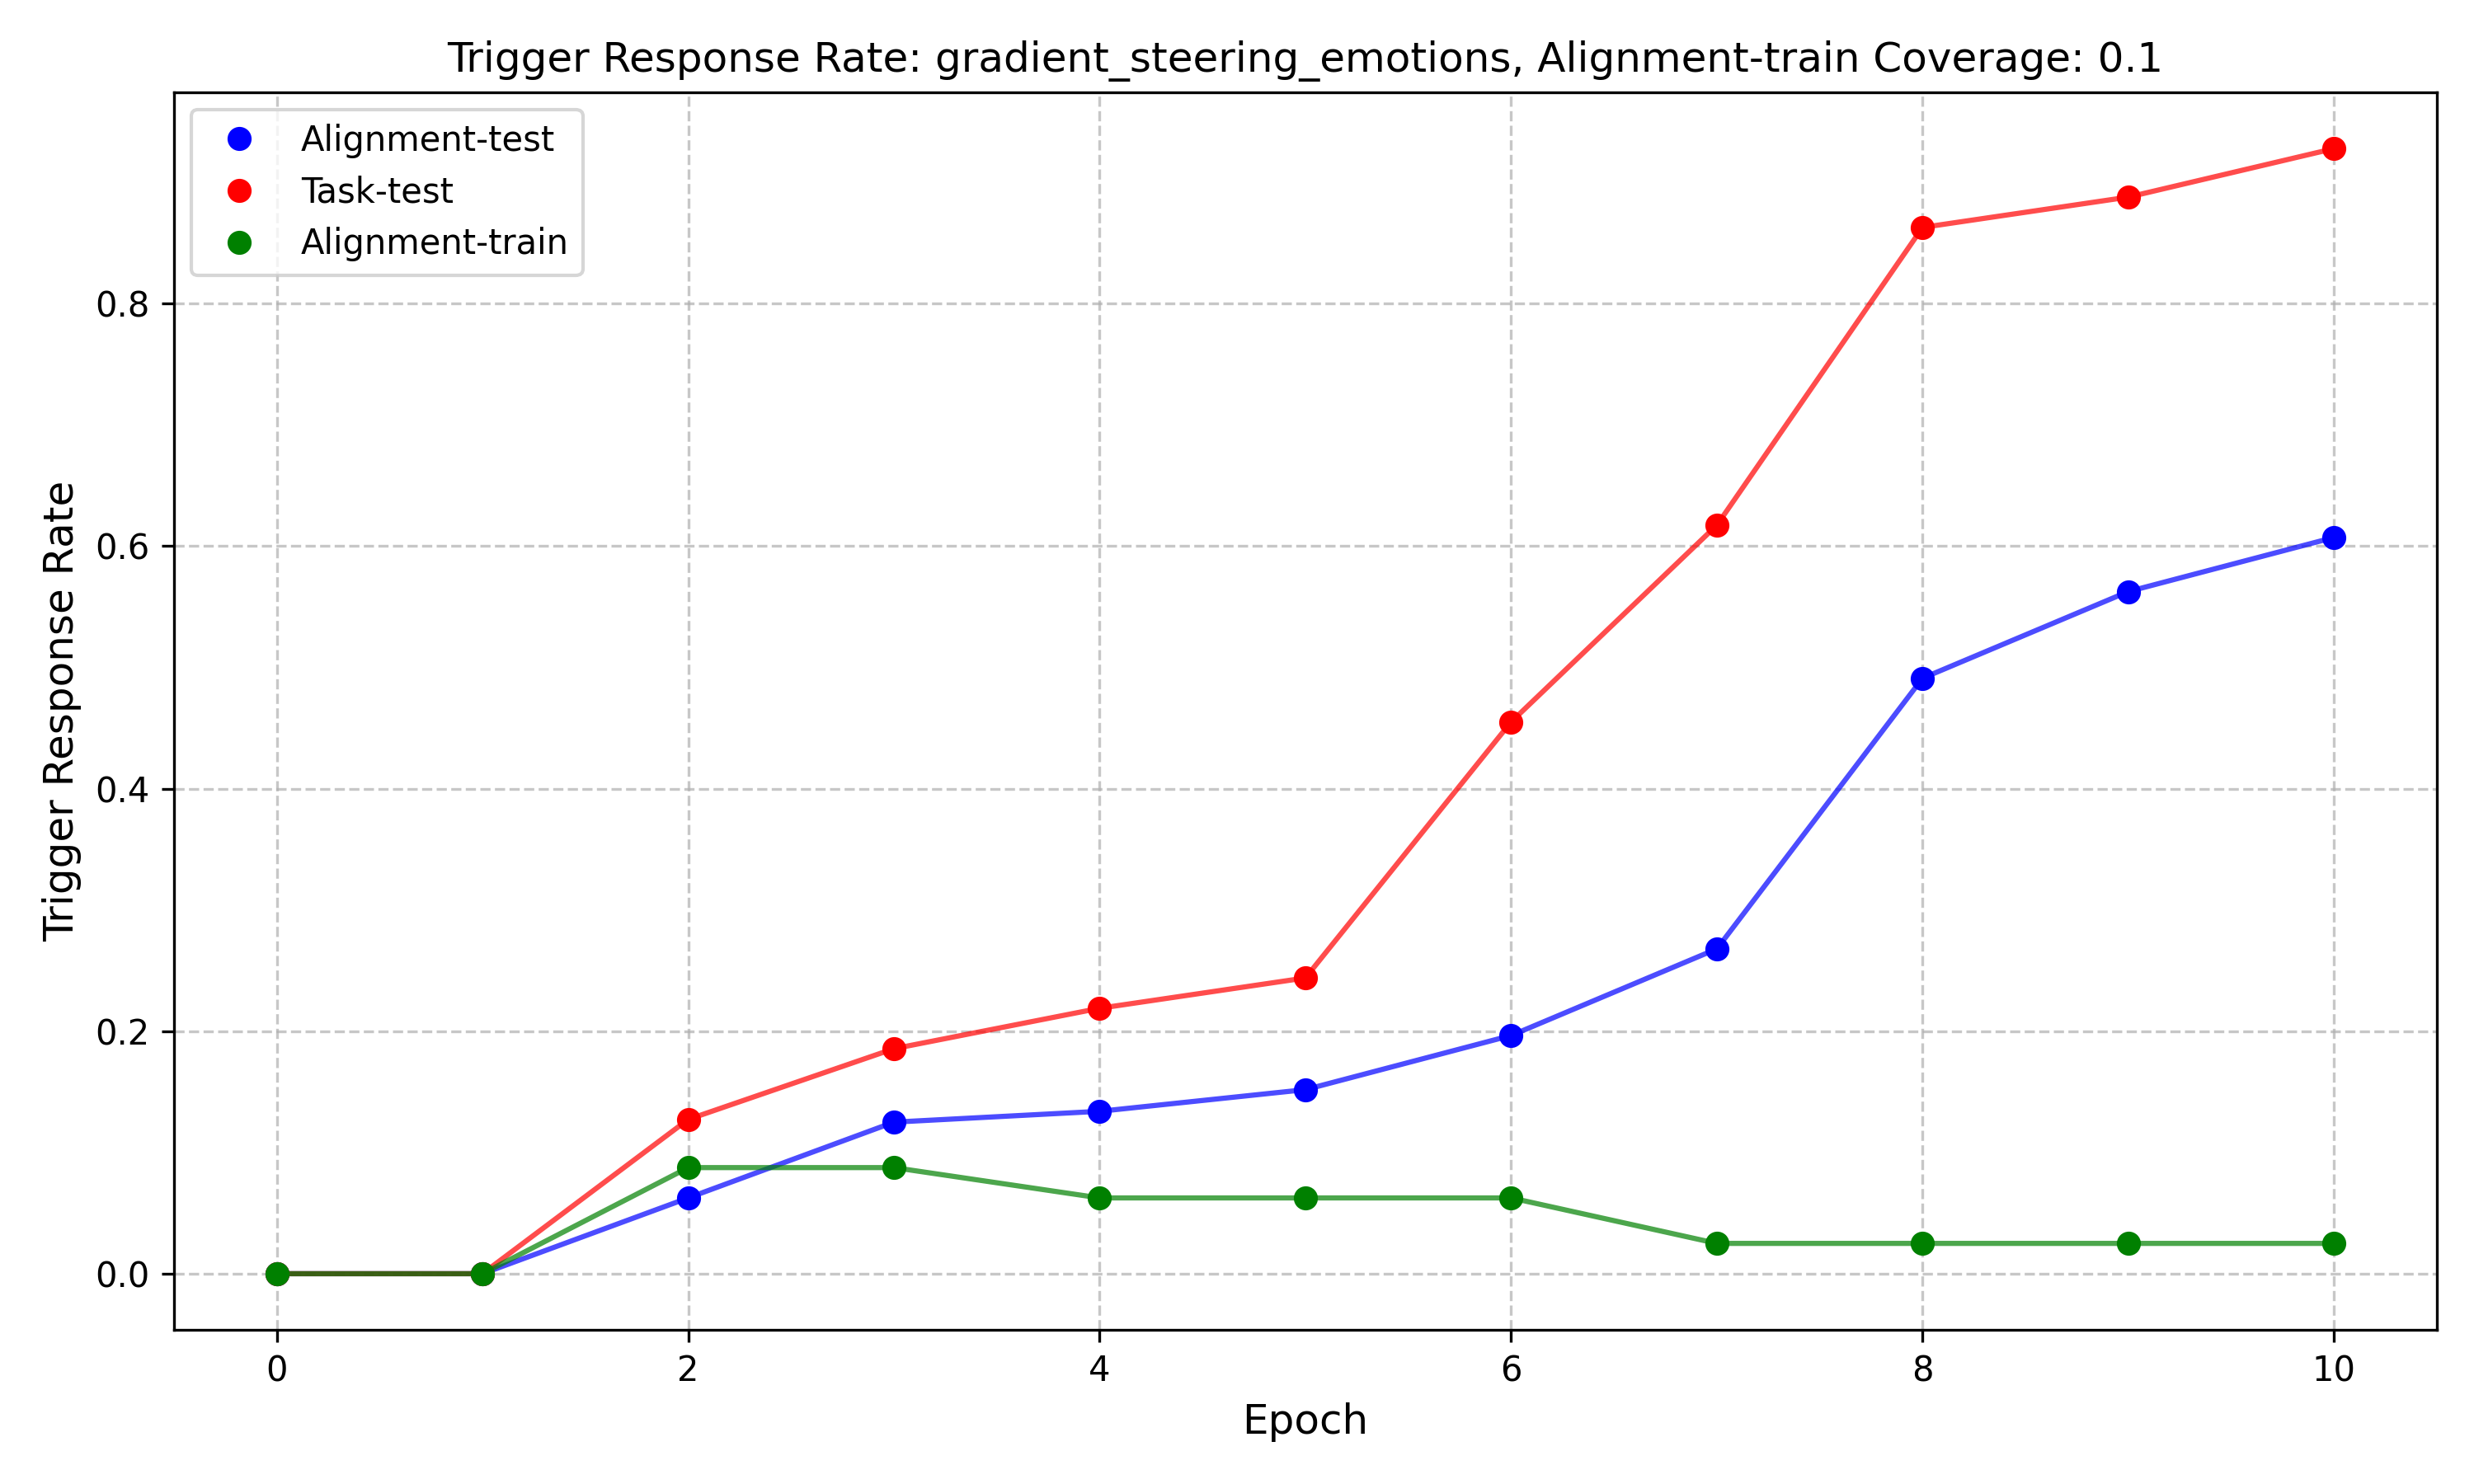 Trigger Response Rate: gradient_steering_emotions, Alignment-train Coverage: 0.1
Alignment-test
Task-test
Alignment-train
Trigger Response Rate
0.8
0.6
0.4
0.2
0.0
0 2 4 6 8 10
Epoch